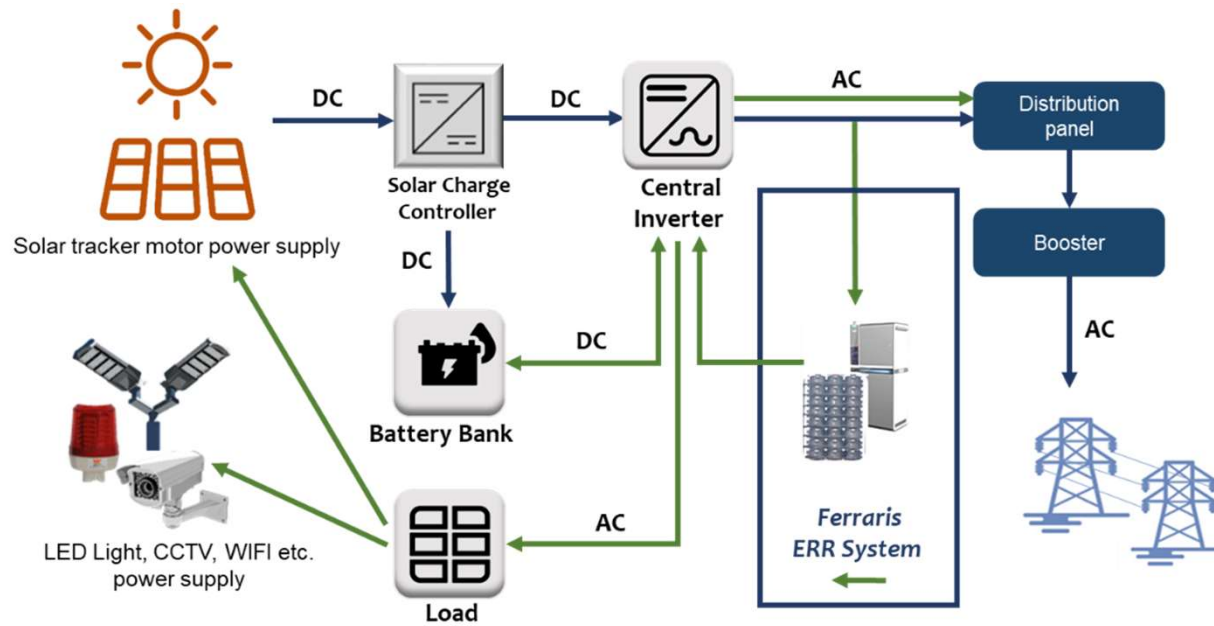 DC
DC
AC
Distribution
panel
Solar Charge
Controller
Central
Inverter
Solar tracker motor power supply
Booster
DC
DC
AC
Battery Bank
AC
Ferraris
ERR System
LED Light, CCTV, WIFI etc.
power supply
Load